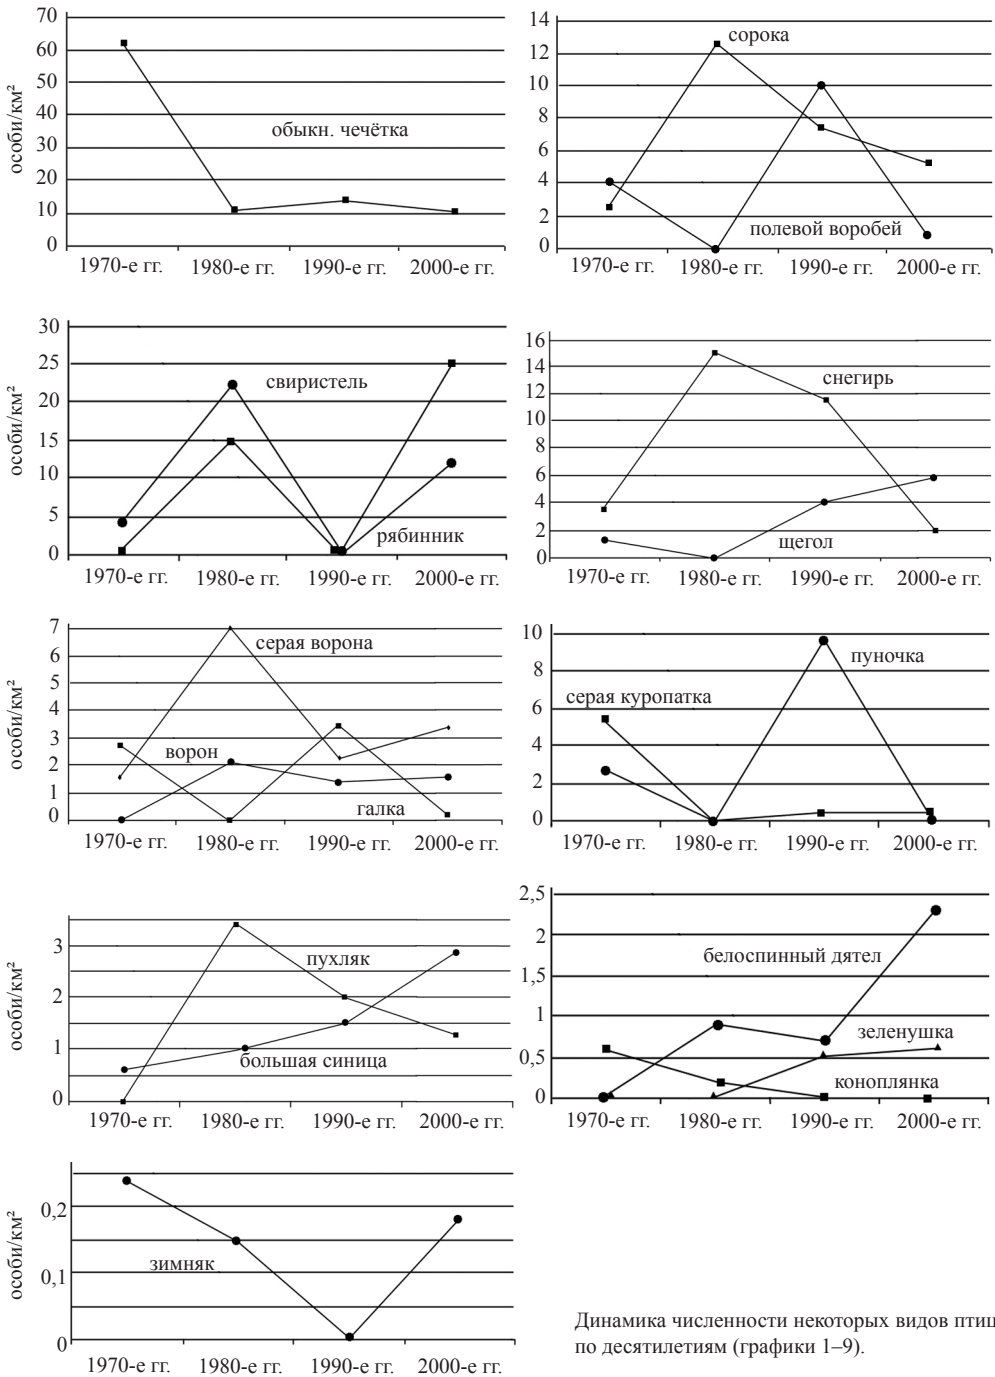 70
60
50
40
30
20
10
0
особи/км²
обыкн. чечётка
1970-е гг. 1980-е гг. 1990-е гг. 2000-е гг.
14
12
10
8
6
4
2
0
сорока
полевой воробей
1970-е гг. 1980-е гг. 1990-е гг. 2000-е гг.
30
25
20
15
10
5
0
особи/км²
свиристель
рябинник
1970-е гг. 1980-е гг. 1990-е гг. 2000-е гг.
16
14
12
10
8
6
4
2
0
снегирь
щегол
1970-е гг. 1980-е гг. 1990-е гг. 2000-е гг.
7
6
5
4
3
2
1
0
особи/км²
серая ворона
ворон
галка
1970-е гг. 1980-е гг. 1990-е гг. 2000-е гг.
10
8
6
4
2
0
пуночка
серая куропатка
1970-е гг. 1980-е гг. 1990-е гг. 2000-е гг.
3
2
1
0
особи/км²
пухляк
большая синица
1970-е гг. 1980-е гг. 1990-е гг. 2000-е гг.
2,5
2
1,5
1
0,5
0
белоспинный дятел
зеленушка
коноплянка
1970-е гг. 1980-е гг. 1990-е гг. 2000-е гг.
0,2
0,1
0
особи/км²
зимняк
1970-е гг. 1980-е гг. 1990-е гг. 2000-е гг.
Динамика численности некоторых видов птиц
по десятилетиям (графики 1–9).